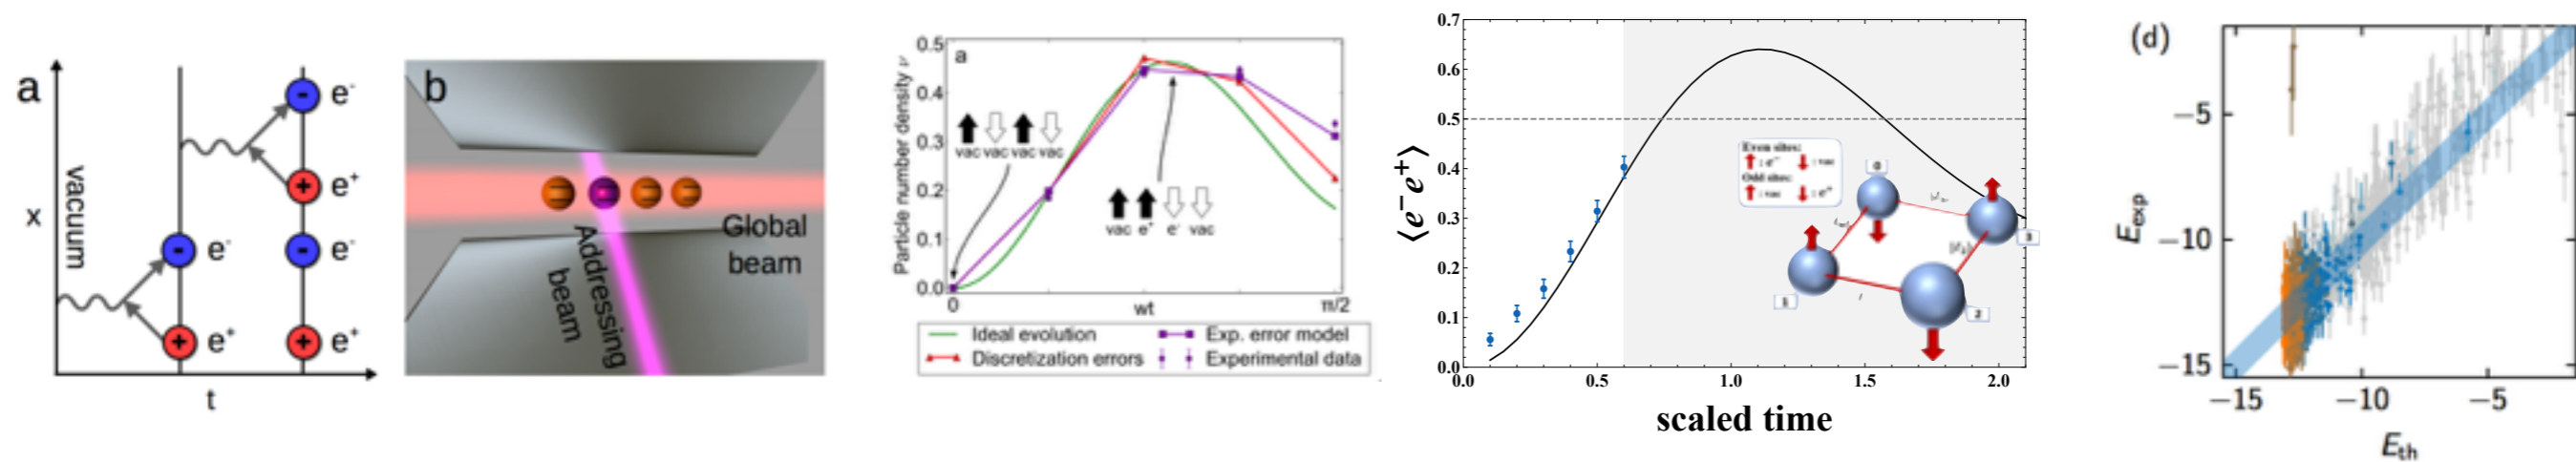 a
x
vacuum
e⁻
e⁺
e⁻
e⁺
e⁻
e⁺
t
b
Addressing
beam
Global
beam
a
Particle number density ν
0.5
0.4
0.3
0.2
0.1
0.0
vac vac vac vac
vac e⁺ e⁻ vac
0
wt
π/2
Ideal evolution
Exp. error model
Discretization errors
Experimental data
⟨e⁻e⁺⟩
0.7
0.6
0.5
0.4
0.3
0.2
0.1
0.0
0.0 0.5 1.0 1.5 2.0
scaled time
Even sites:
: e⁻ : vac
Odd sites:
: vac : e⁺
0
1
2
3
(d)
E_exp
−5
−10
−15
−15 −10 −5
E_th